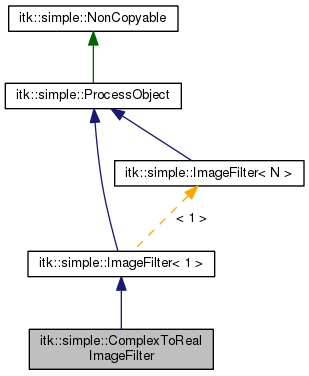 itk::simple::NonCopyable
itk::simple::ProcessObject
itk::simple::ImageFilter< N >
< 1 >
itk::simple::ImageFilter< 1 >
itk::simple::ComplexToReal
ImageFilter